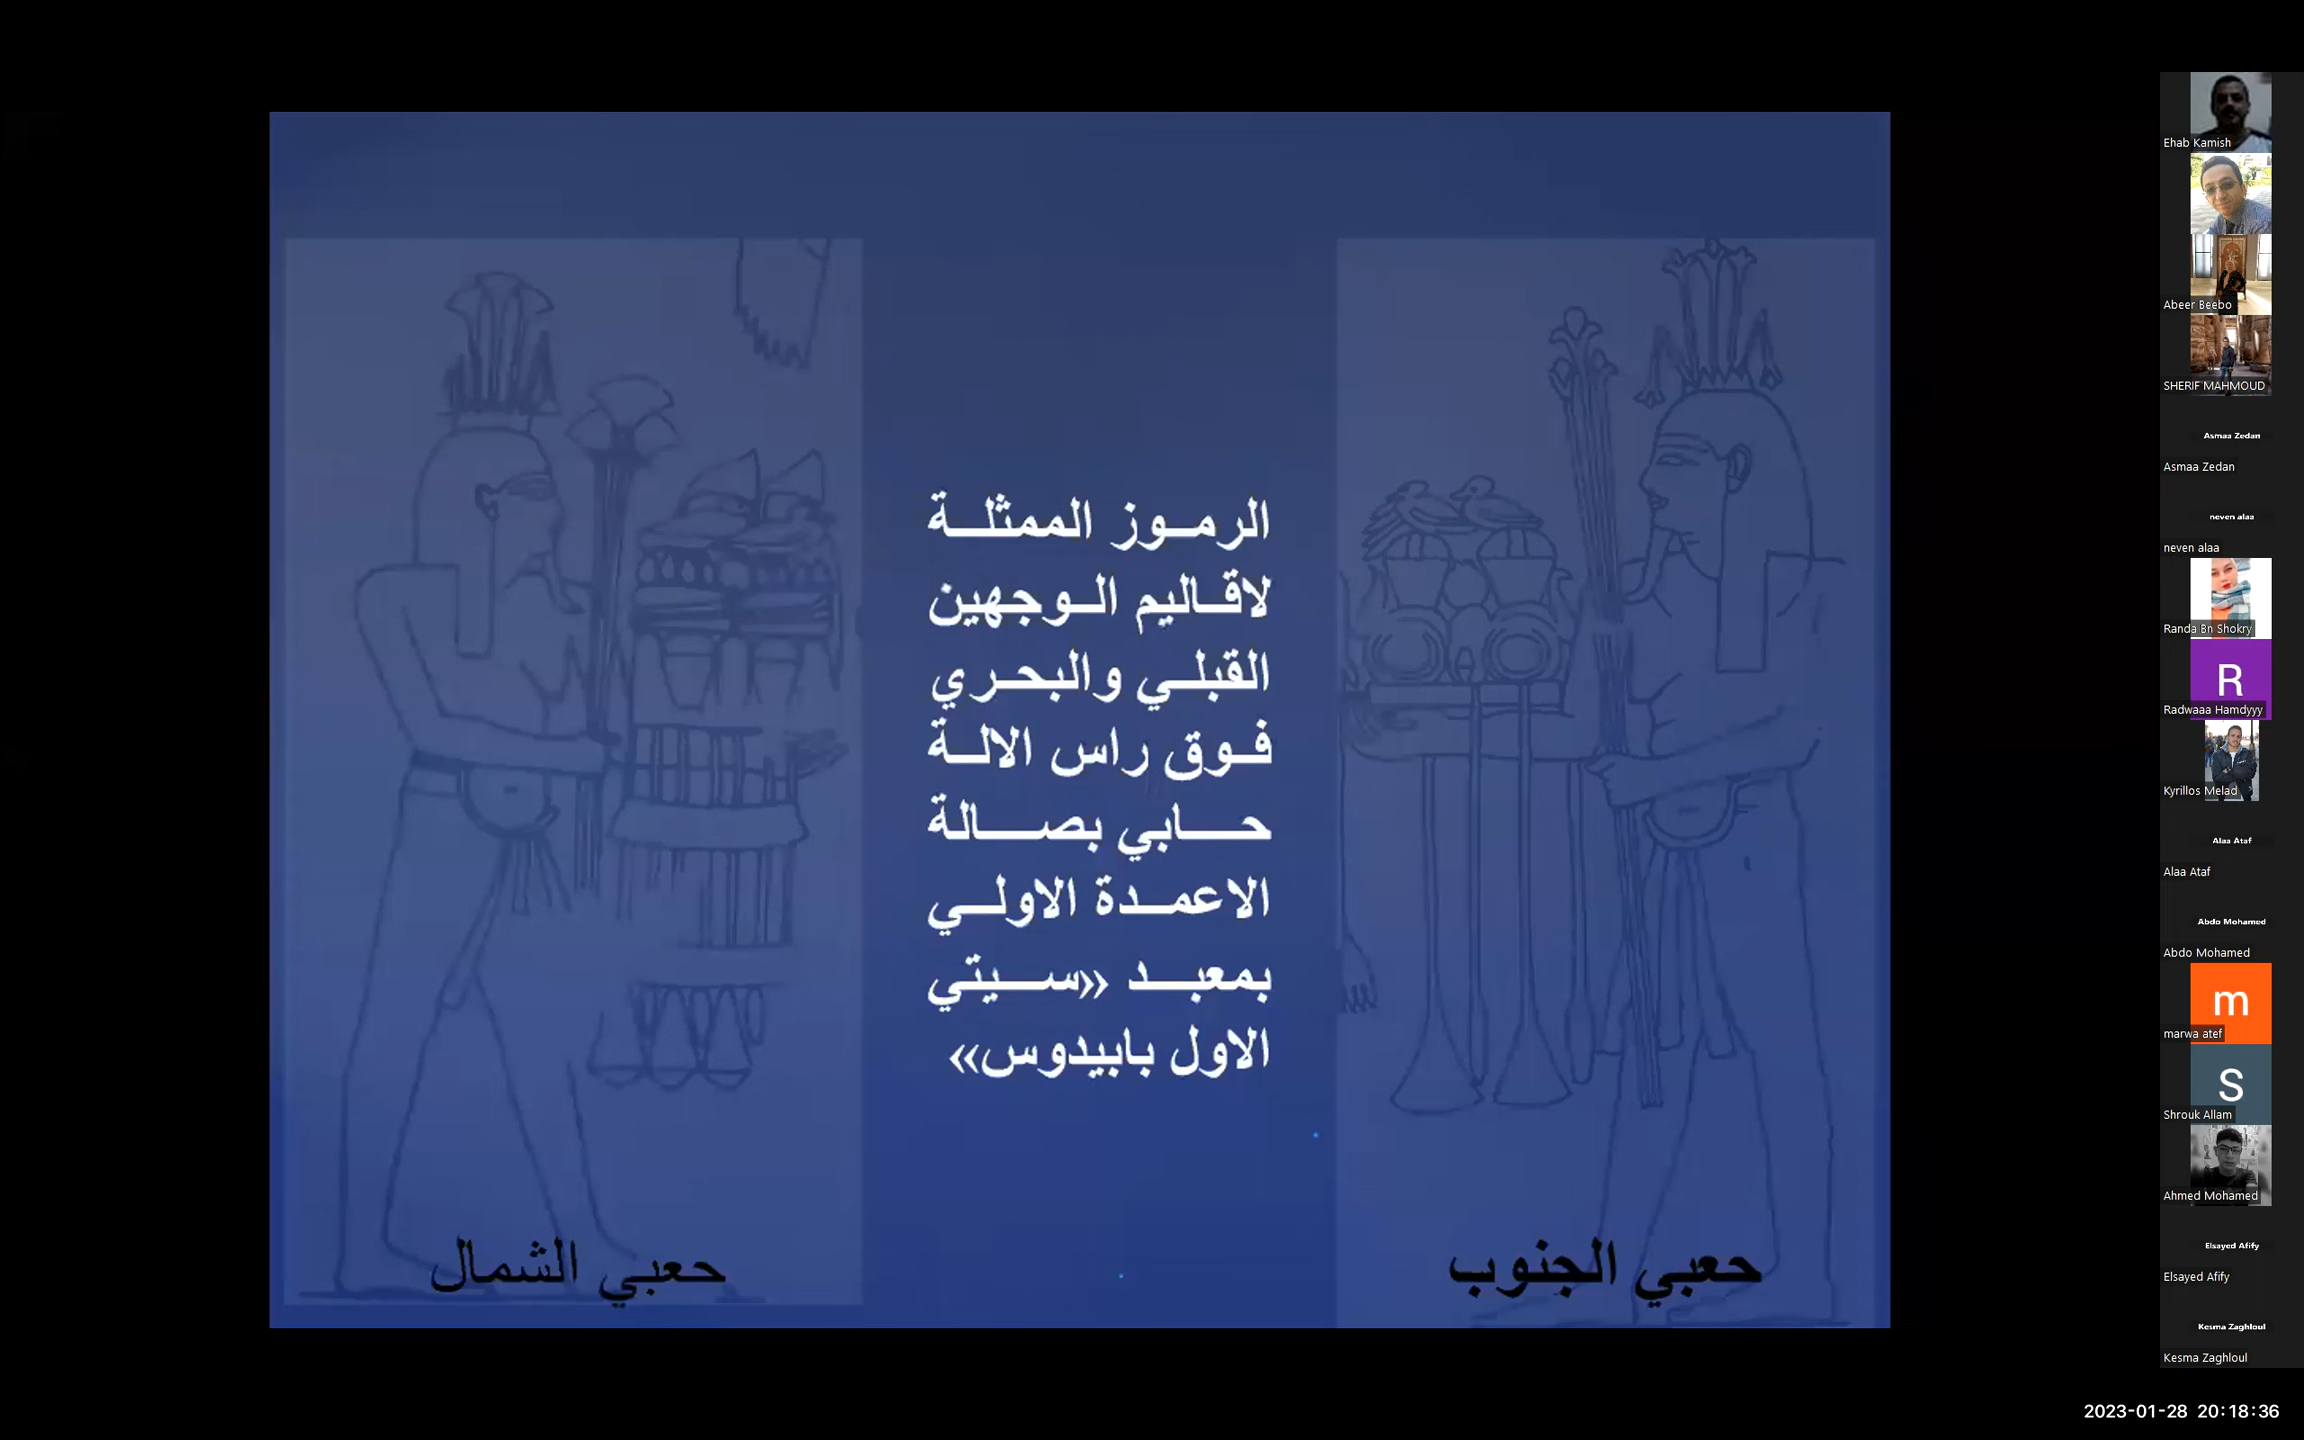 الرموز الممثلة
لاقاليم الوجهين
القبلي والبحري
فوق راس الالة
حابي بصالة
الاعمدة الاولي
بمعبد «سيتي
الاول بابيدوس»
حعبي الجنوب
حعبي الشمال
Ehab Kamish
Abeer Beebo
SHERIF MAHMOUD
Asmaa Zedan
Asmaa Zedan
neven alaa
neven alaa
Randa Bn Shokry
R
Radwaaa Hamdyyy
Kyrillos Melad
Alaa Ataf
Alaa Ataf
Abdo Mohamed
Abdo Mohamed
m
marwa atef
S
Shrouk Allam
Ahmed Mohamed
Elsayed Afify
Elsayed Afify
Kesma Zaghloul
Kesma Zaghloul
2023-01-28 20:18:36